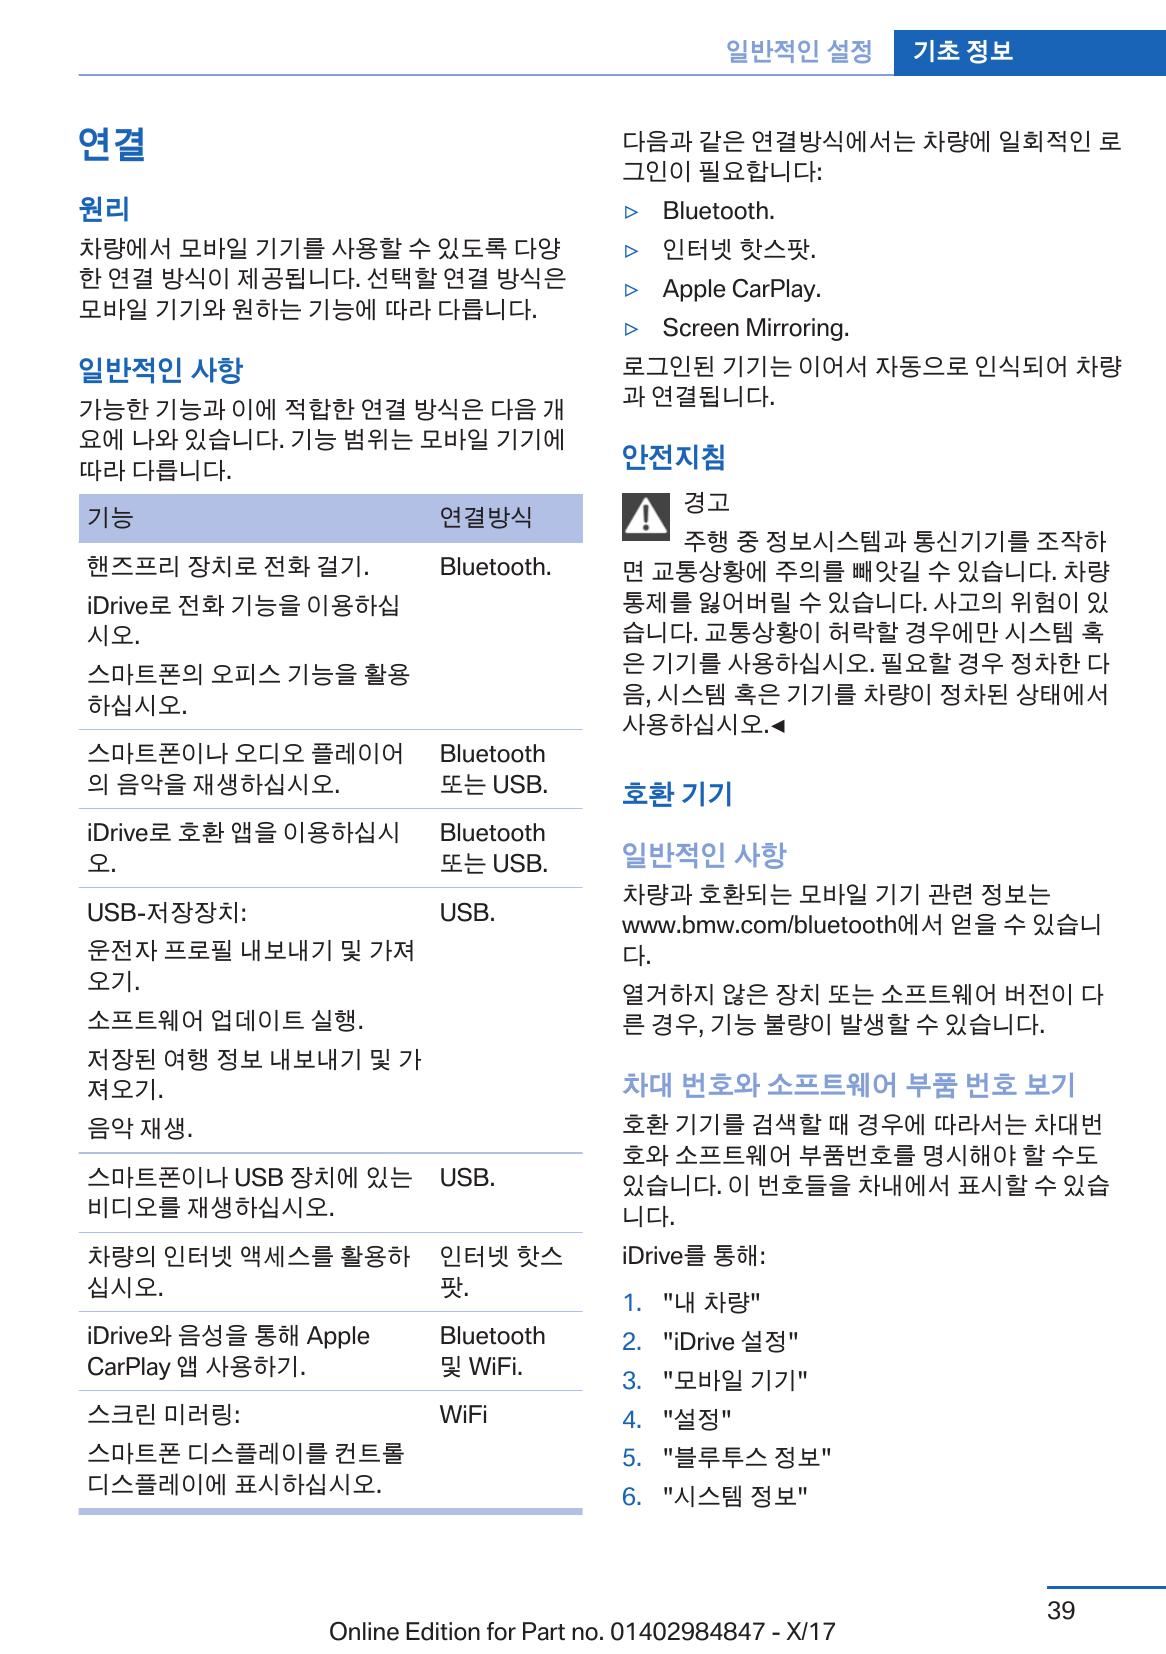 일반적인 설정 기초 정보
연결
원리
차량에서 모바일 기기를 사용할 수 있도록 다양
한 연결 방식이 제공됩니다. 선택할 연결 방식은
모바일 기기와 원하는 기능에 따라 다릅니다.
일반적인 사항
가능한 기능과 이에 적합한 연결 방식은 다음 개
요에 나와 있습니다. 기능 범위는 모바일 기기에
따라 다릅니다.
기능 연결방식
핸즈프리 장치로 전화 걸기. Bluetooth.
iDrive로 전화 기능을 이용하십
시오.
스마트폰의 오피스 기능을 활용
하십시오.
스마트폰이나 오디오 플레이어 Bluetooth
의 음악을 재생하십시오. 또는 USB.
iDrive로 호환 앱을 이용하십시 Bluetooth
오. 또는 USB.
USB-저장장치: USB.
운전자 프로필 내보내기 및 가져
오기.
소프트웨어 업데이트 실행.
저장된 여행 정보 내보내기 및 가
져오기.
음악 재생.
스마트폰이나 USB 장치에 있는 USB.
비디오를 재생하십시오.
차량의 인터넷 액세스를 활용하 인터넷 핫스
십시오. 팟.
iDrive와 음성을 통해 Apple Bluetooth
CarPlay 앱 사용하기. 및 WiFi.
스크린 미러링: WiFi
스마트폰 디스플레이를 컨트롤
디스플레이에 표시하십시오.
다음과 같은 연결방식에서는 차량에 일회적인 로
그인이 필요합니다:
▷ Bluetooth.
▷ 인터넷 핫스팟.
▷ Apple CarPlay.
▷ Screen Mirroring.
로그인된 기기는 이어서 자동으로 인식되어 차량
과 연결됩니다.
안전지침
경고
주행 중 정보시스템과 통신기기를 조작하
면 교통상황에 주의를 빼앗길 수 있습니다. 차량
통제를 잃어버릴 수 있습니다. 사고의 위험이 있
습니다. 교통상황이 허락할 경우에만 시스템 혹
은 기기를 사용하십시오. 필요할 경우 정차한 다
음, 시스템 혹은 기기를 차량이 정차된 상태에서
사용하십시오.◄
호환 기기
일반적인 사항
차량과 호환되는 모바일 기기 관련 정보는
www.bmw.com/bluetooth에서 얻을 수 있습니
다.
열거하지 않은 장치 또는 소프트웨어 버전이 다
른 경우, 기능 불량이 발생할 수 있습니다.
차대 번호와 소프트웨어 부품 번호 보기
호환 기기를 검색할 때 경우에 따라서는 차대번
호와 소프트웨어 부품번호를 명시해야 할 수도
있습니다. 이 번호들을 차내에서 표시할 수 있습
니다.
iDrive를 통해:
1. "내 차량"
2. "iDrive 설정"
3. "모바일 기기"
4. "설정"
5. "블루투스 정보"
6. "시스템 정보"
39
Online Edition for Part no. 01402984847 - X/17